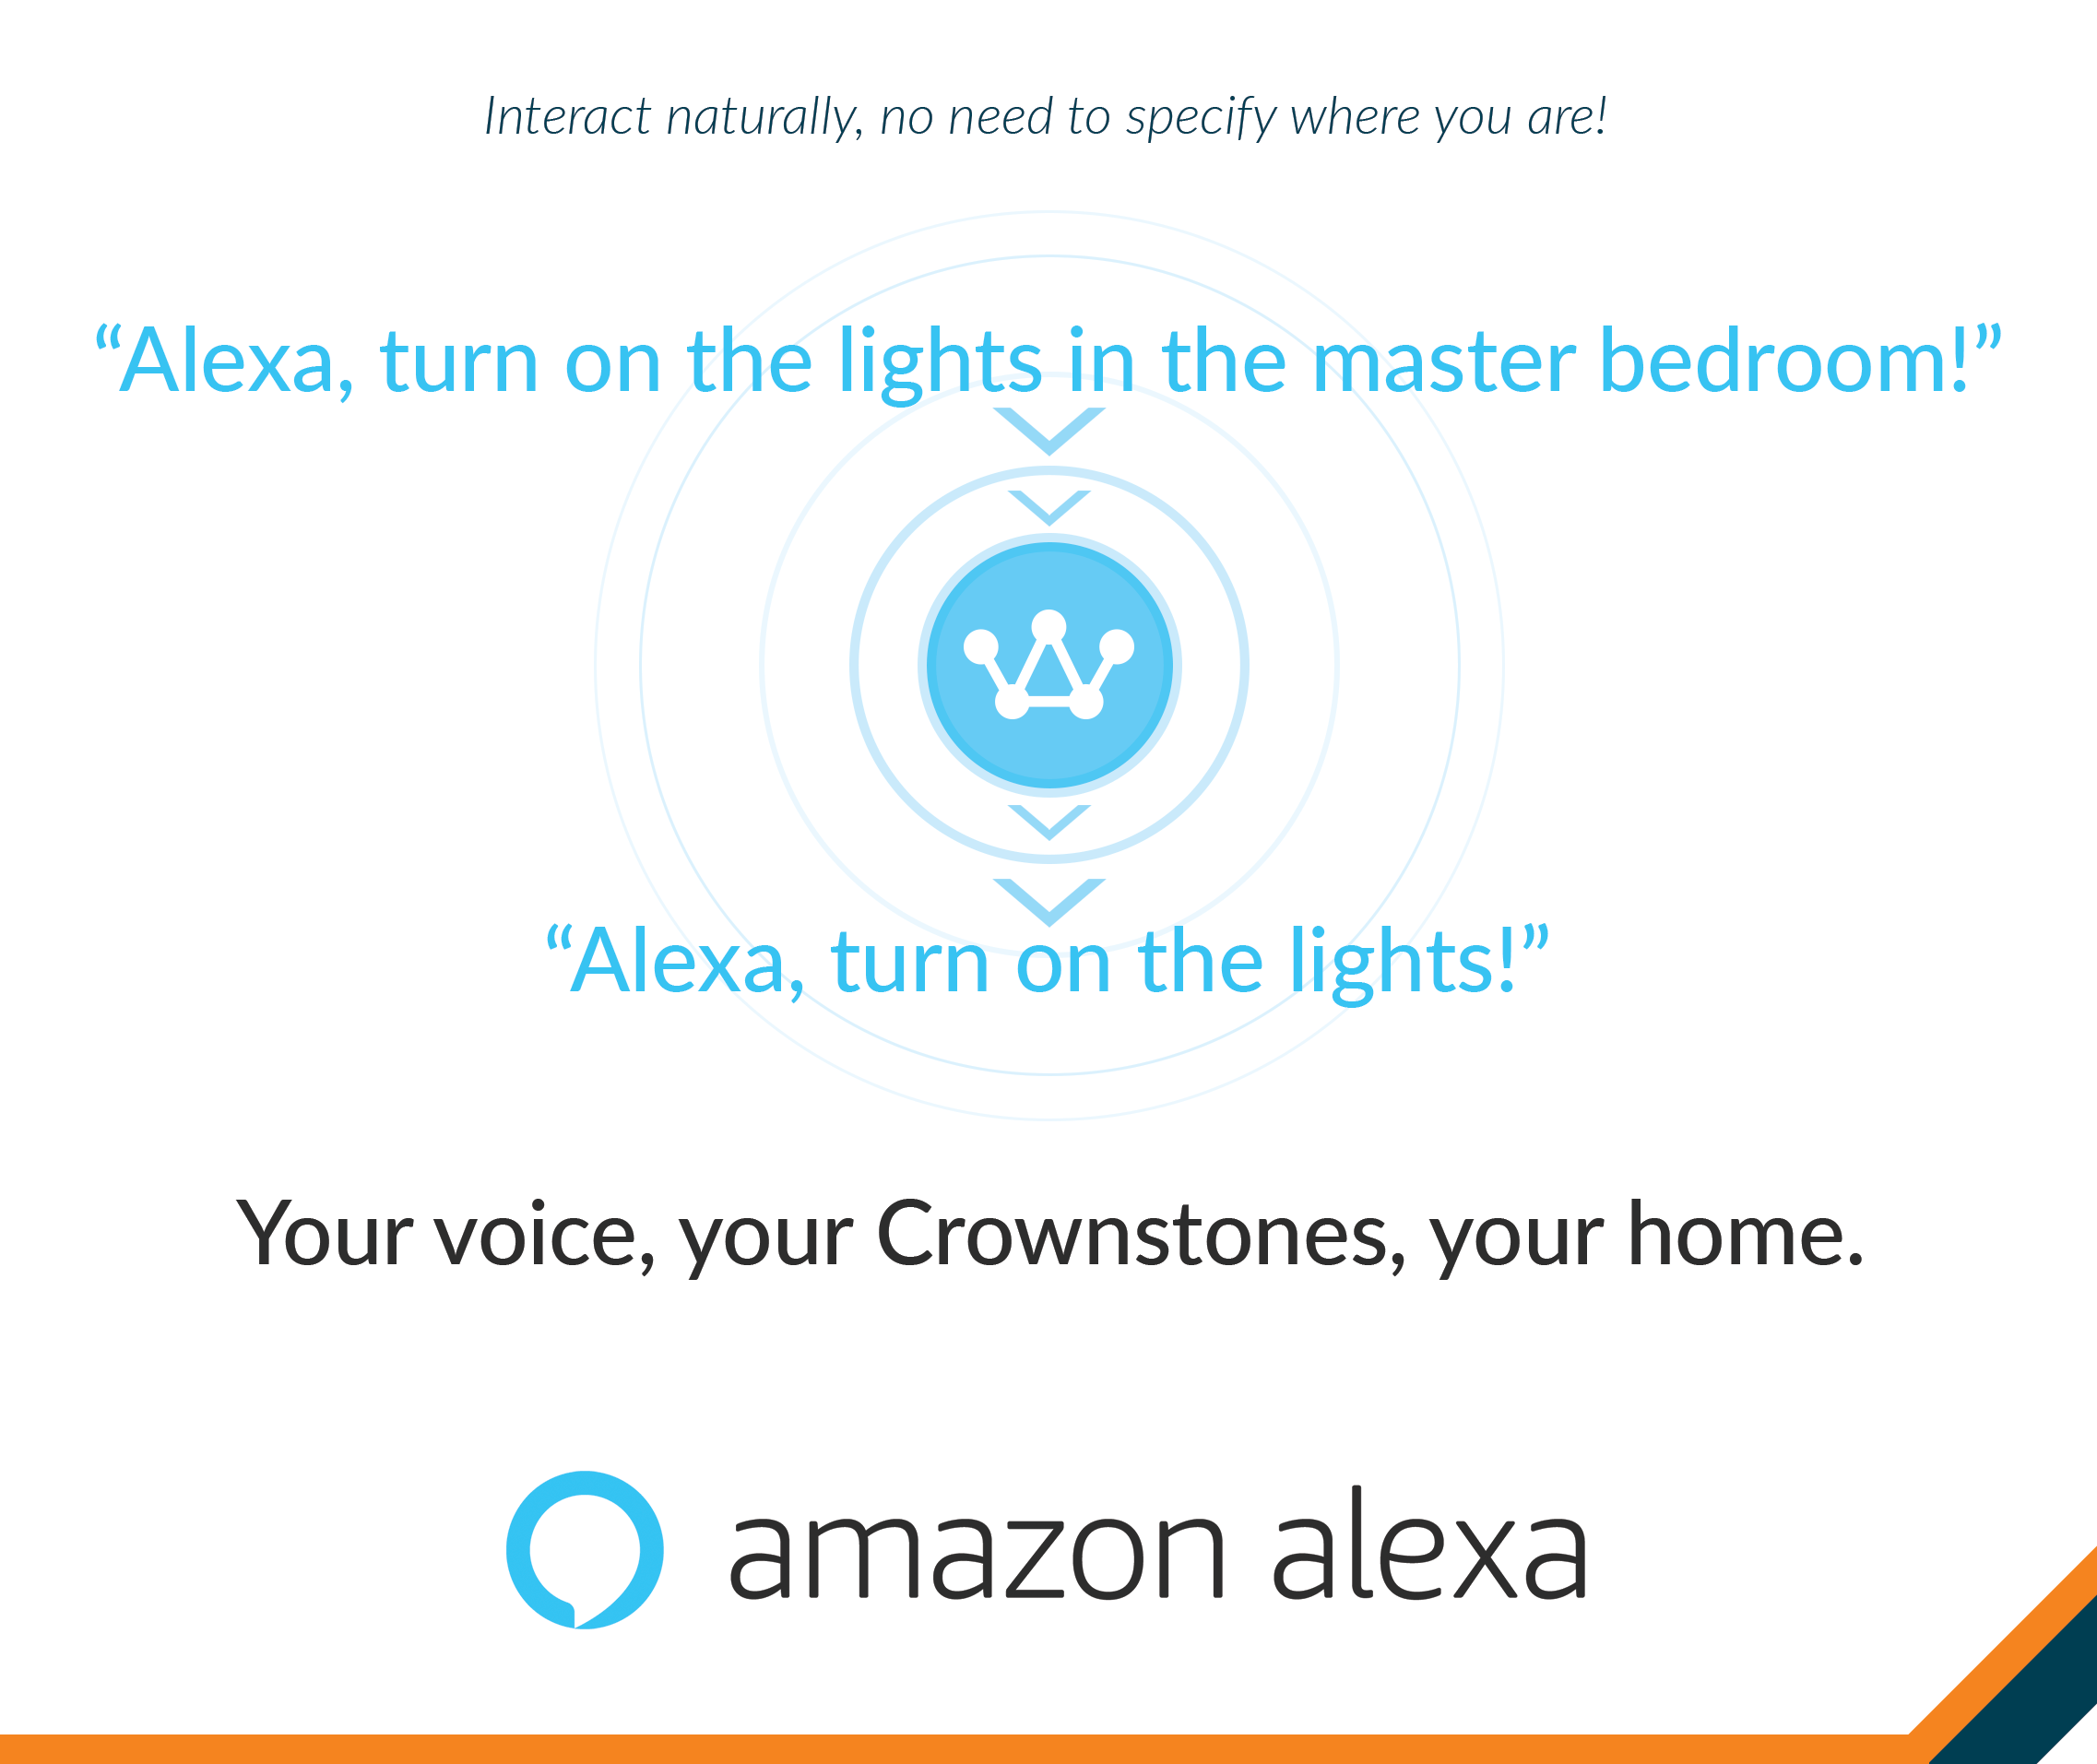 Interact naturally, no need to specify where you are!
“Alexa, turn on the lights in the master bedroom!”
“Alexa, turn on the lights!”
Your voice, your Crownstones, your home.
amazon alexa